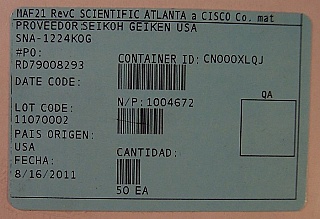 MAF21 RevC SCIENTIFIC ATLANTA a CISCO Co. mat
PROVEEDOR:SEIKOH GEIKEN USA
SNA-1224K0G
#PO:
RD79008293
CONTAINER ID: CN000XLQJ
DATE CODE:
N/P: 1004672
QA
LOT CODE:
11070002
PAIS ORIGEN:
USA
CANTIDAD:
FECHA:
8/16/2011
50 EA